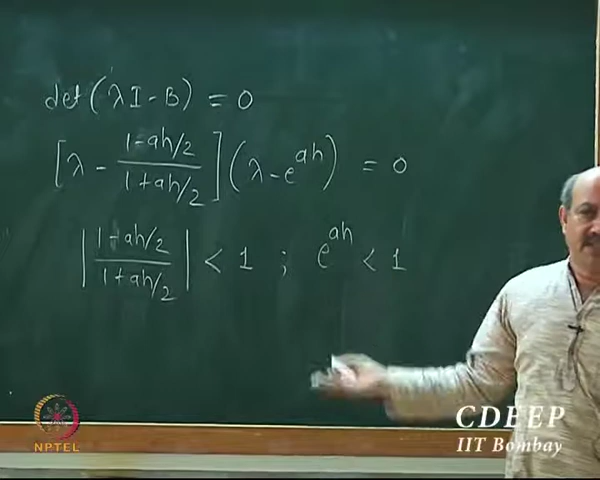 det(λI - B) = 0
[λ - (1-ah/2)/(1+ah/2)] (λ - e^{ah}) = 0
|(1+ah/2)/(1+ah/2)| < 1 ; e^{ah} < 1
CDEEP
IIT Bombay
NPTEL